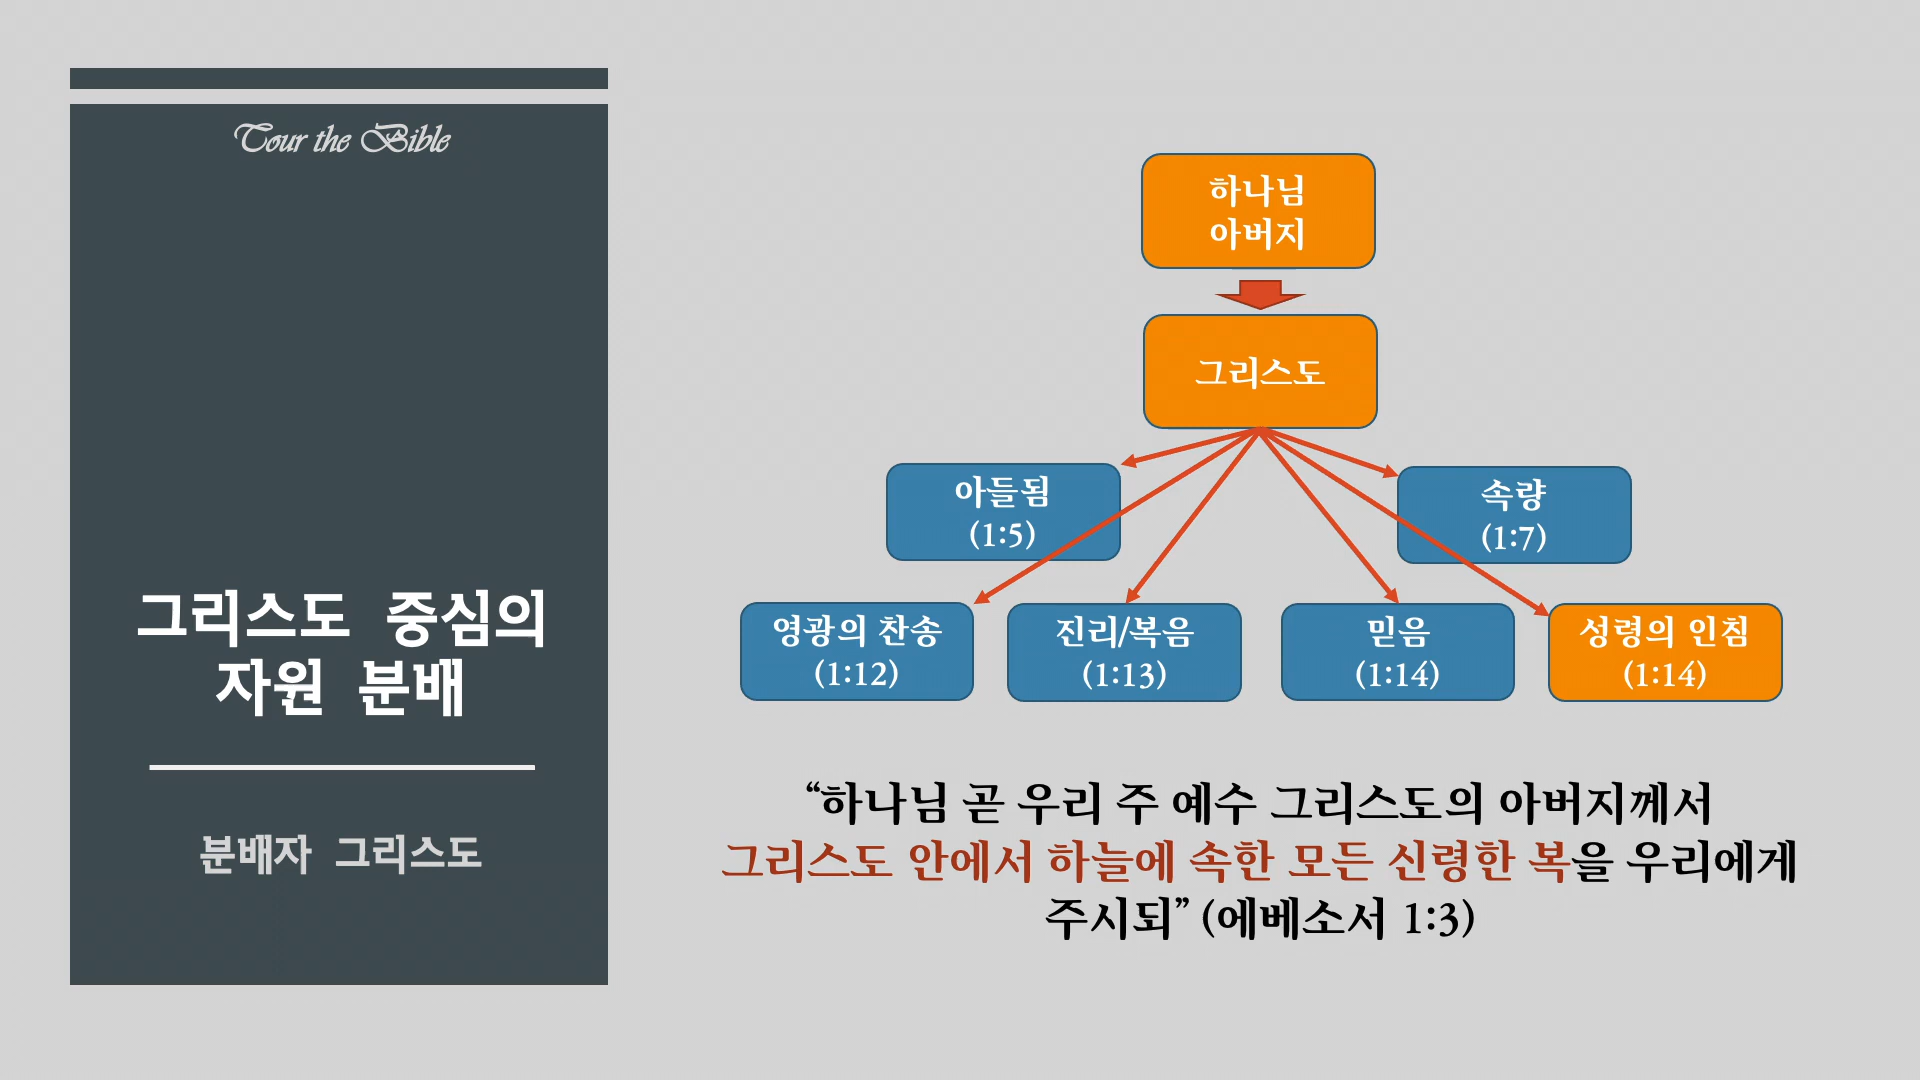 Tour the Bible
그리스도 중심의
자원 분배
분배자 그리스도
하나님
아버지
그리스도
아들됨
(1:5)
속량
(1:7)
영광의 찬송
(1:12)
진리/복음
(1:13)
믿음
(1:14)
성령의 인침
(1:14)
“하나님 곧 우리 주 예수 그리스도의 아버지께서
그리스도 안에서 하늘에 속한 모든 신령한 복을 우리에게
주시되” (에베소서 1:3)